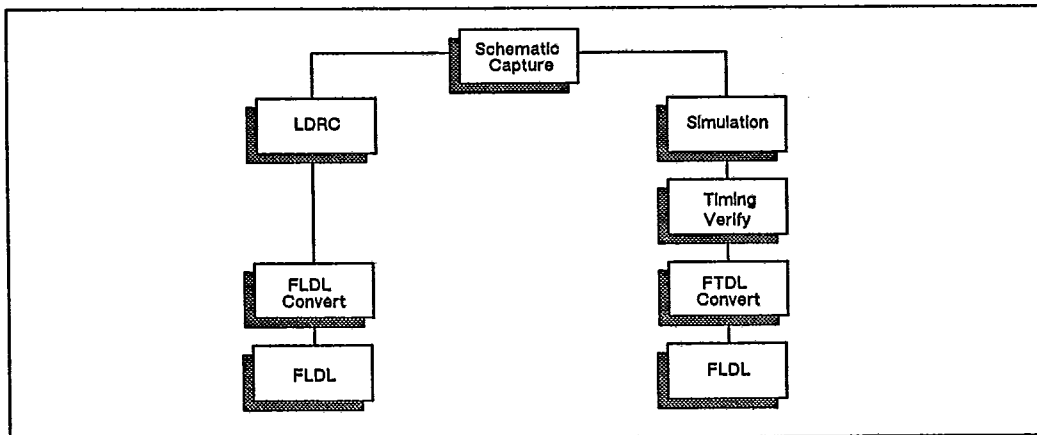 Schematic
Capture
LDRC
Simulation
Timing
Verify
FLDL
Convert
FTDL
Convert
FLDL
FLDL